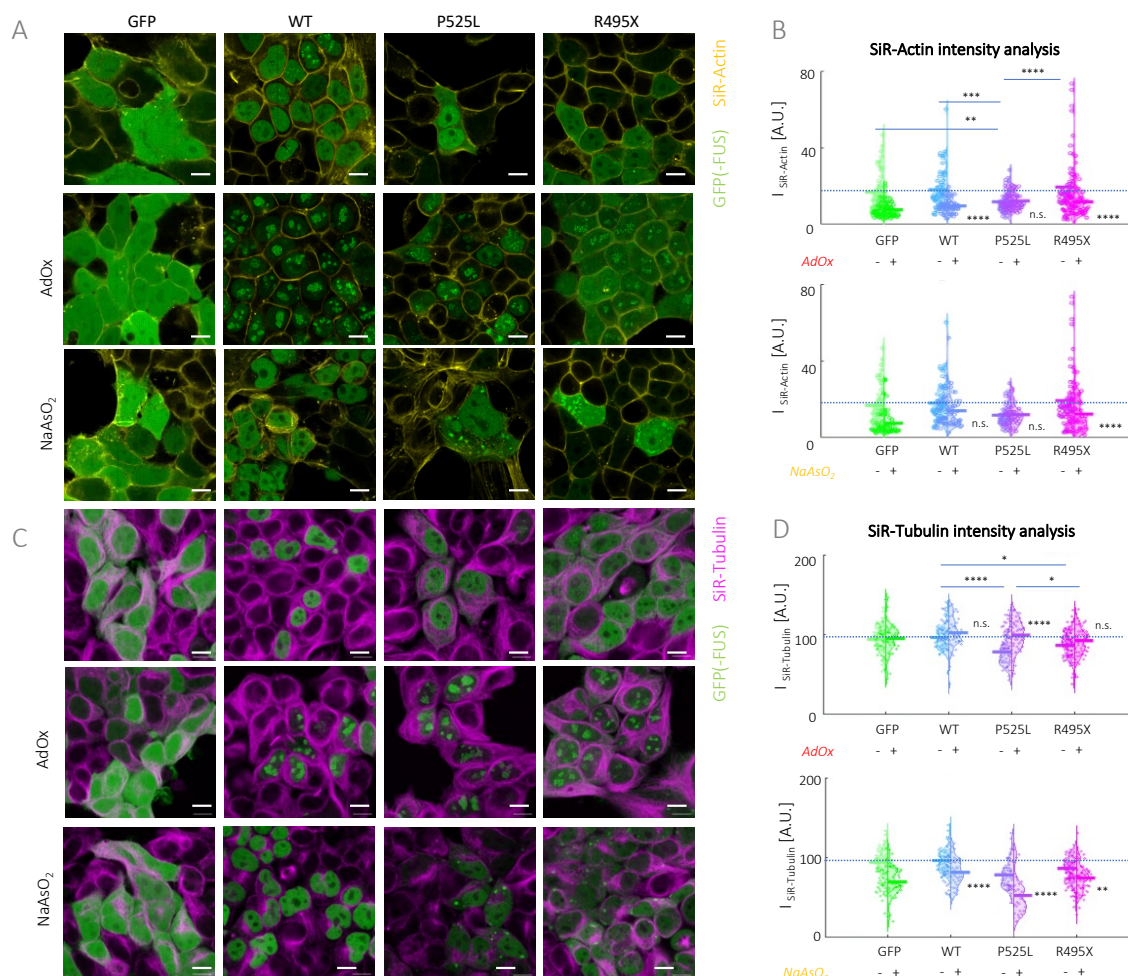 A
GFP
WT
P525L
R495X
GFP(-FUS) SiR-Actin
AdOx
NaAsO2
B
SiR-Actin intensity analysis
80
40
0
I SiR-Actin [A.U.]
****
***
**
****
n.s.
****
GFP
WT
P525L
R495X
AdOx
- +
- +
- +
- +
80
40
0
I SiR-Actin [A.U.]
n.s.
n.s.
****
GFP
WT
P525L
R495X
NaAsO2
- +
- +
- +
- +
C
GFP(-FUS) SiR-Tubulin
AdOx
NaAsO2
D
SiR-Tubulin intensity analysis
200
100
0
I SiR-Tubulin [A.U.]
*
****
*
n.s.
****
n.s.
GFP
WT
P525L
R495X
AdOx
- +
- +
- +
- +
200
100
0
I SiR-Tubulin [A.U.]
****
****
**
GFP
WT
P525L
R495X
NaAsO2
- +
- +
- +
- +